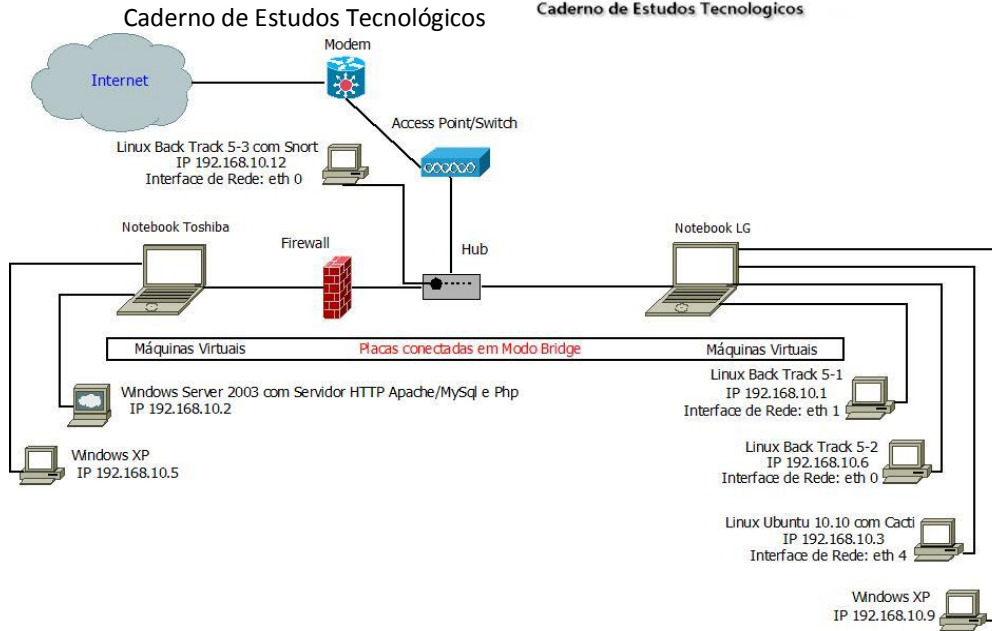 Caderno de Estudos Tecnológicos
Caderno de Estudos Tecnologicos
Modem
Internet
Access Point/Switch
Linux Back Track 5-3 com Snort
IP 192.168.10.12
Interface de Rede: eth 0
Notebook Toshiba
Firewall
Hub
Notebook LG
Máquinas Virtuais
Placas conectadas em Modo Bridge
Máquinas Virtuais
Windows Server 2003 com Servidor HTTP Apache/MySql e Php
IP 192.168.10.2
Windows XP
IP 192.168.10.5
Linux Back Track 5-1
IP 192.168.10.1
Interface de Rede: eth 1
Linux Back Track 5-2
IP 192.168.10.6
Interface de Rede: eth 0
Linux Ubuntu 10.10 com Cacti
IP 192.168.10.3
Interface de Rede: eth 4
Windows XP
IP 192.168.10.9